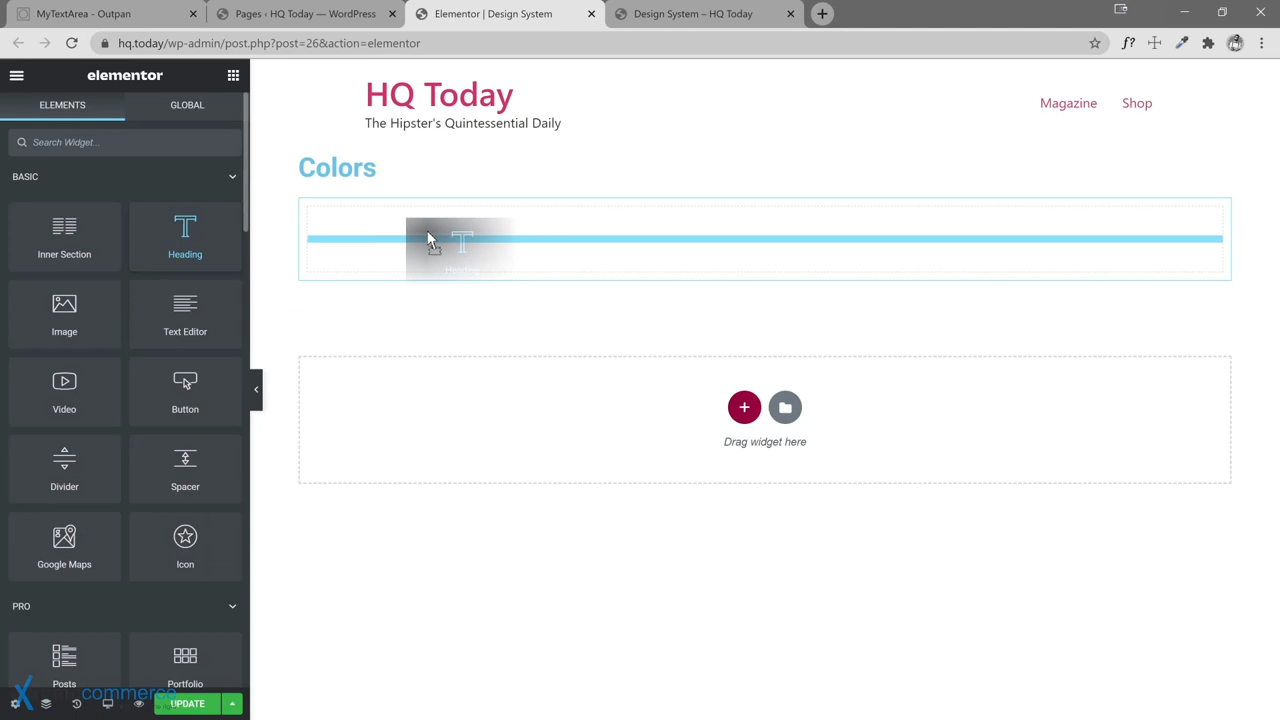 MyTextArea - Outpan
Pages ‹ HQ Today — WordPress
Elementor | Design System
Design System – HQ Today
hq.today/wp-admin/post.php?post=26&action=elementor
elementor
ELEMENTS
GLOBAL
Search Widget...
BASIC
Inner Section
Heading
Image
Text Editor
Video
Button
Divider
Spacer
Google Maps
Icon
PRO
Posts
Portfolio
commerce
UPDATE
HQ Today
The Hipster's Quintessential Daily
Magazine
Shop
Colors
Heading
Drag widget here